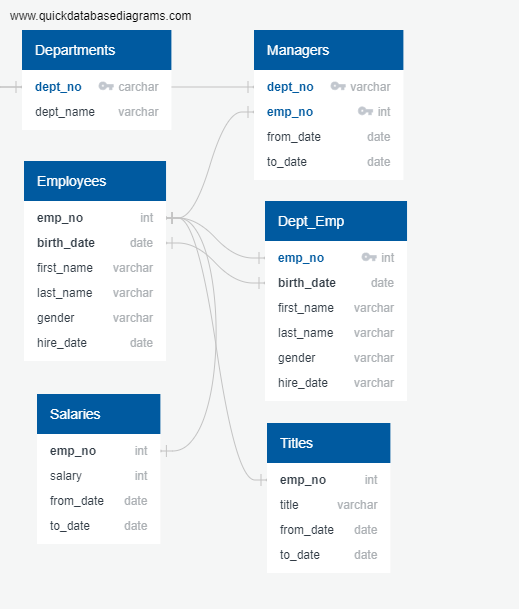 www.quickdatabasediagrams.com
Departments
dept_no carchar
dept_name varchar
Managers
dept_no varchar
emp_no int
from_date date
to_date date
Employees
emp_no int
birth_date date
first_name varchar
last_name varchar
gender varchar
hire_date date
Dept_Emp
emp_no int
birth_date date
first_name varchar
last_name varchar
gender varchar
hire_date varchar
Salaries
emp_no int
salary int
from_date date
to_date date
Titles
emp_no int
title varchar
from_date date
to_date date